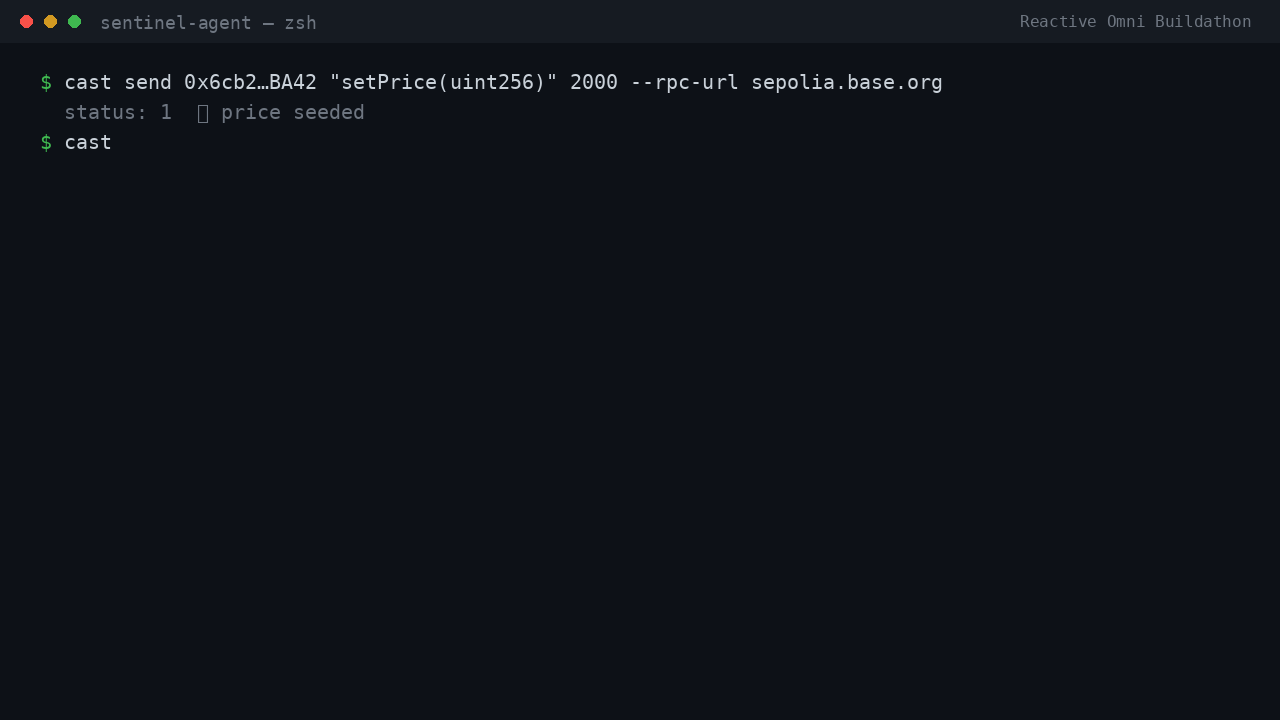 sentinel-agent — zsh
Reactive Omni Buildathon
$ cast send 0x6cb2…BA42 "setPrice(uint256)" 2000 --rpc-url sepolia.base.org
status: 1 ▯ price seeded
$ cast